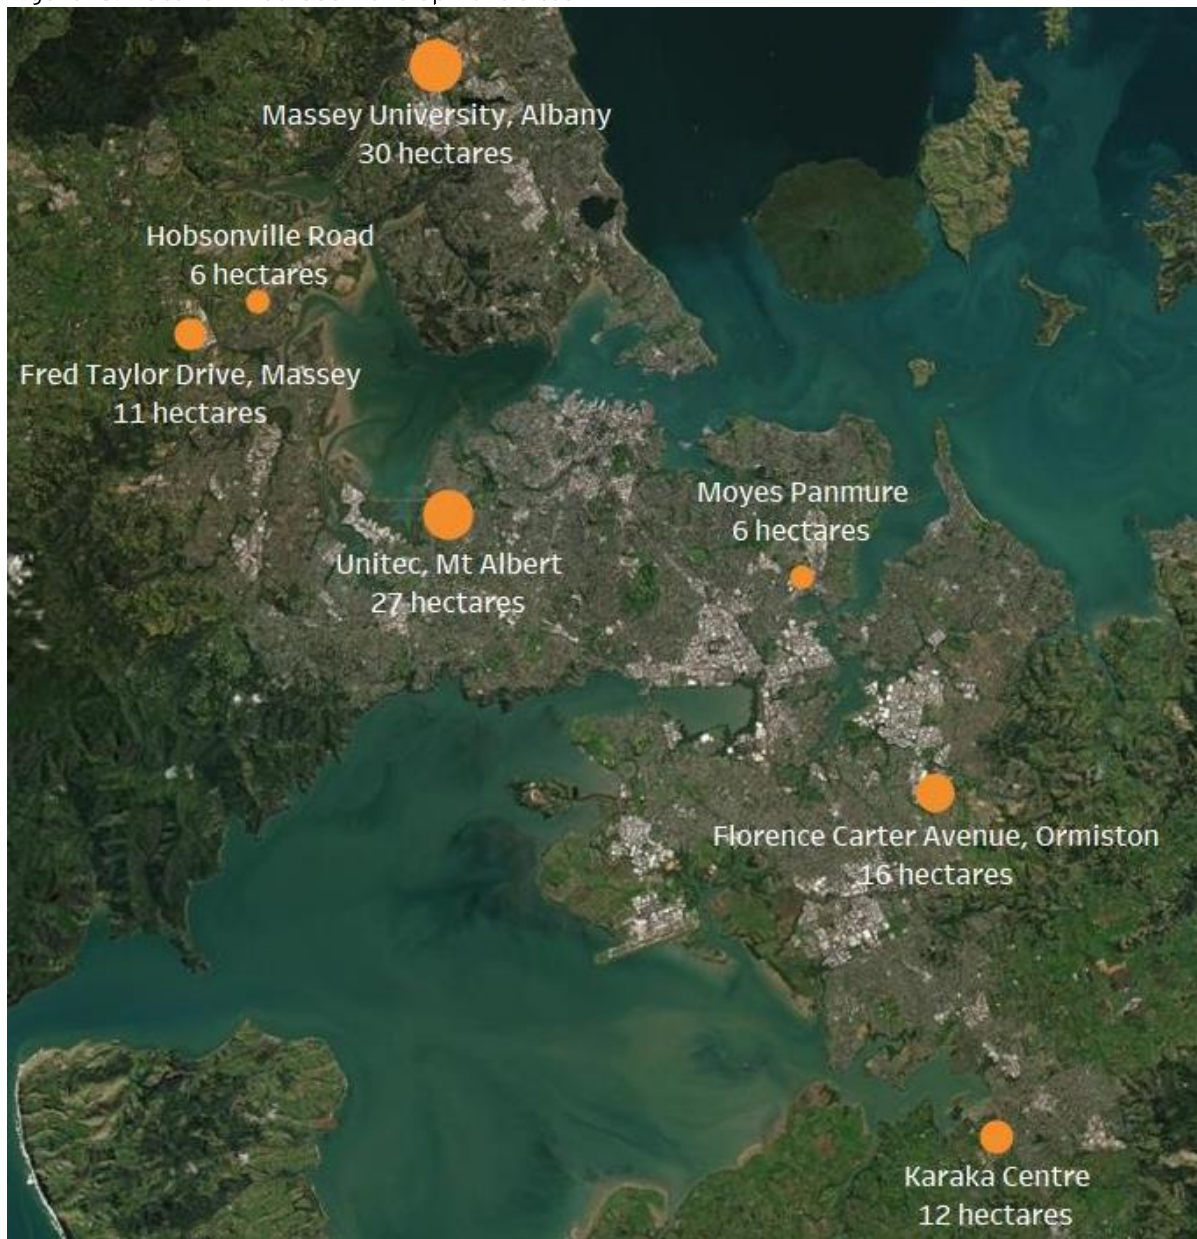 Massey University, Albany
30 hectares
Hobsonville Road
6 hectares
Fred Taylor Drive, Massey
11 hectares
Moyes Panmure
6 hectares
Unitec, Mt Albert
27 hectares
Florence Carter Avenue, Ormiston
16 hectares
Karaka Centre
12 hectares